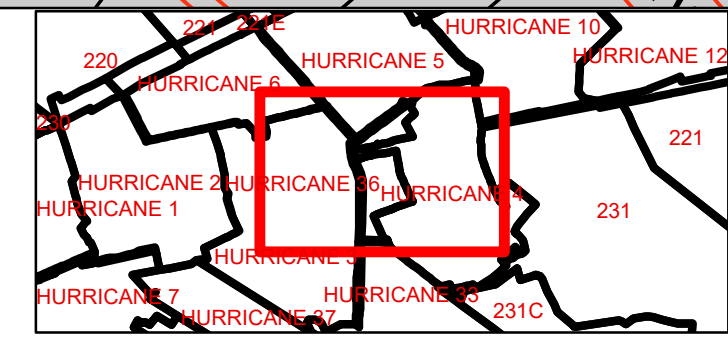 221
221E
HURRICANE 10
220
HURRICANE 5
HURRICANE 12
HURRICANE 6
230
221
HURRICANE 2
HURRICANE 36
HURRICANE 4
HURRICANE 1
231
HURRICANE 3
HURRICANE 7
HURRICANE 33
231C
HURRICANE 37